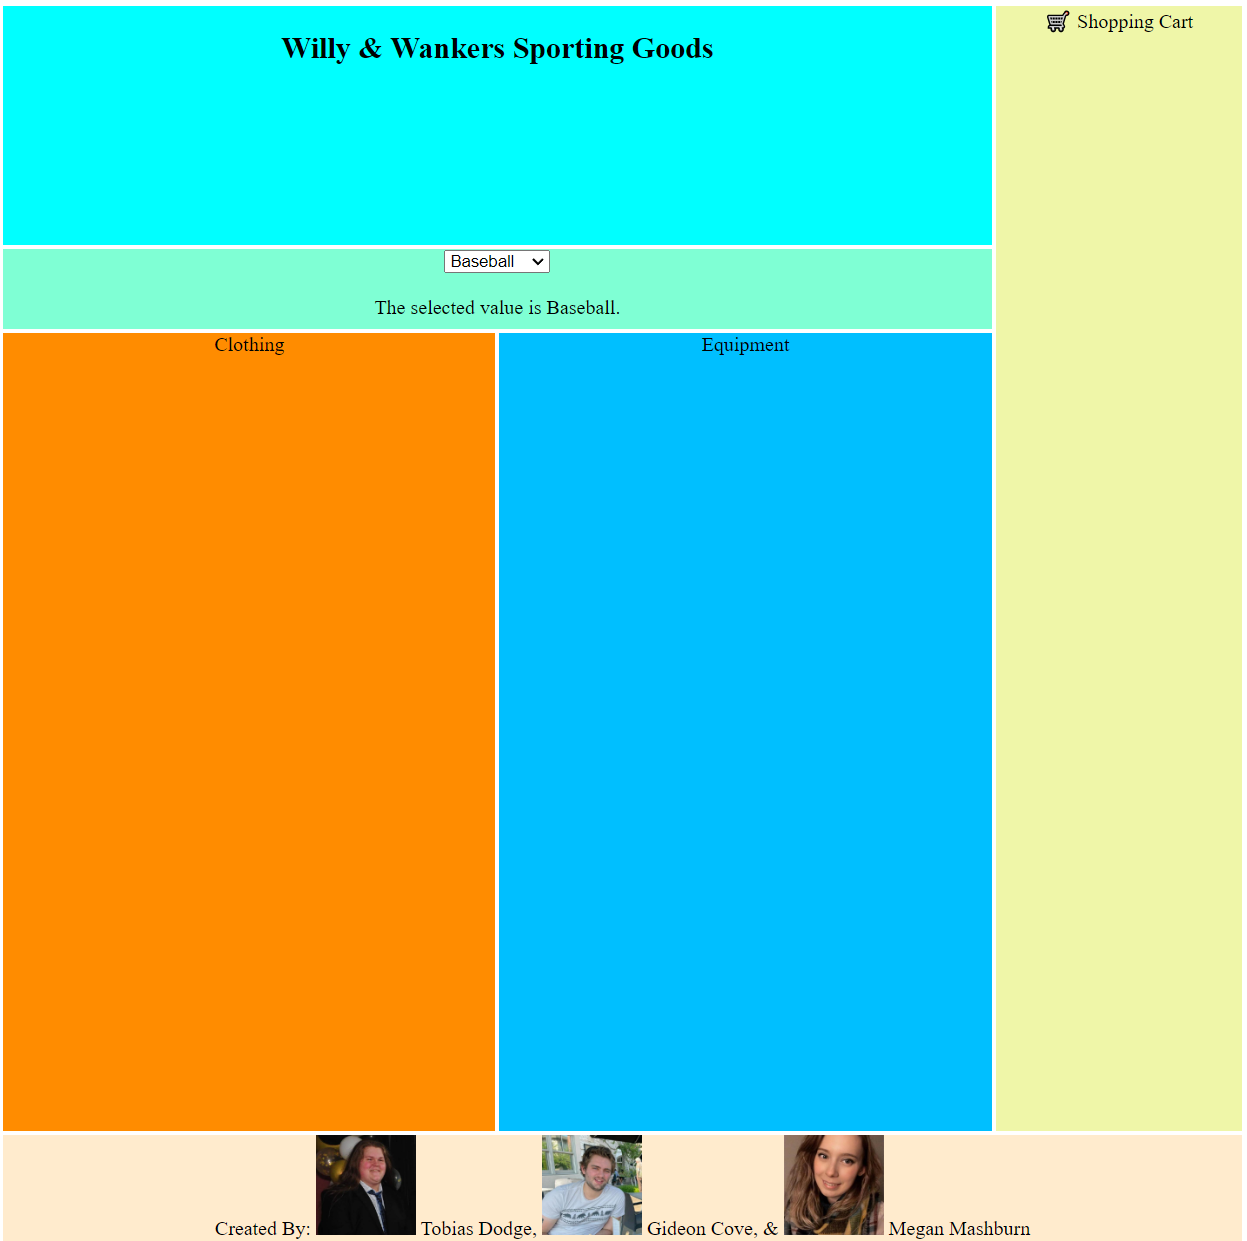 Willy & Wankers Sporting Goods
Shopping Cart
Baseball
The selected value is Baseball.
Clothing
Equipment
Created By: Tobias Dodge, Gideon Cove, & Megan Mashburn